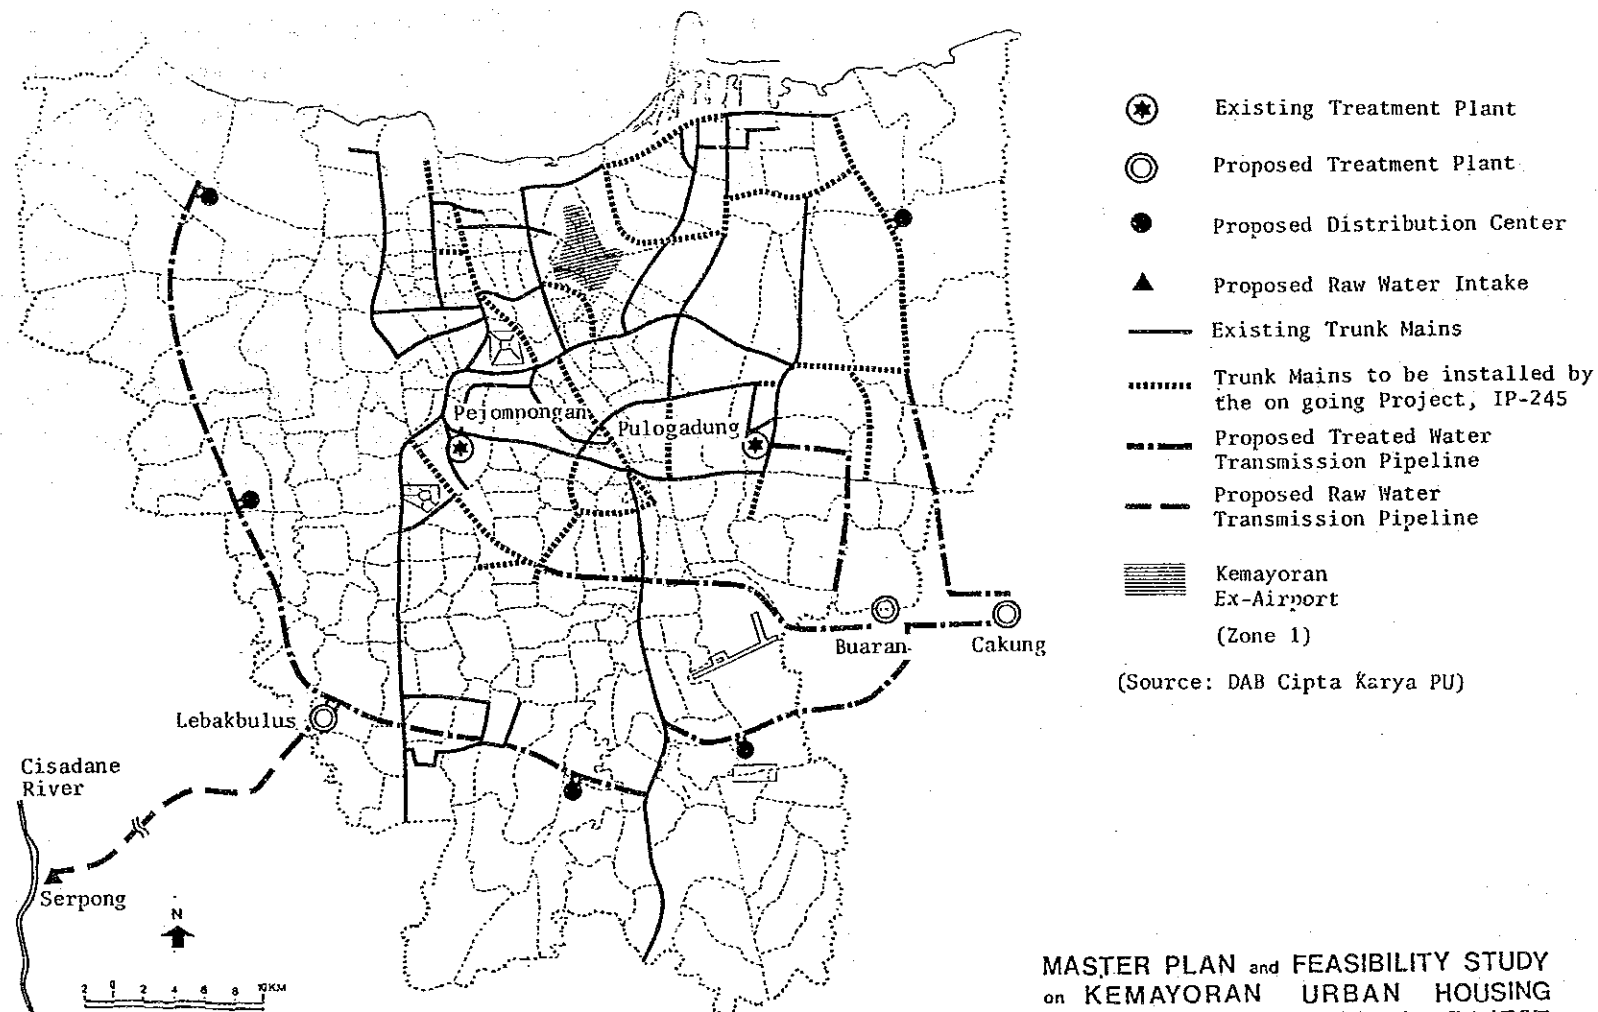 Existing Treatment Plant
Proposed Treatment Plant
Proposed Distribution Center
Proposed Raw Water Intake
Existing Trunk Mains
Trunk Mains to be installed by
the on going Project, IP-245
Proposed Treated Water
Transmission Pipeline
Proposed Raw Water
Transmission Pipeline
Kemayoran
Ex-Airport
(Zone 1)
(Source: DAB Cipta Karya PU)
Pejomnongan
Pulogadung
Buaran
Cakung
Lebakbulus
Cisadane
River
Serpong
N
2 0 2 4 6 8 10KM
MASTER PLAN and FEASIBILITY STUDY
on KEMAYORAN URBAN HOUSING